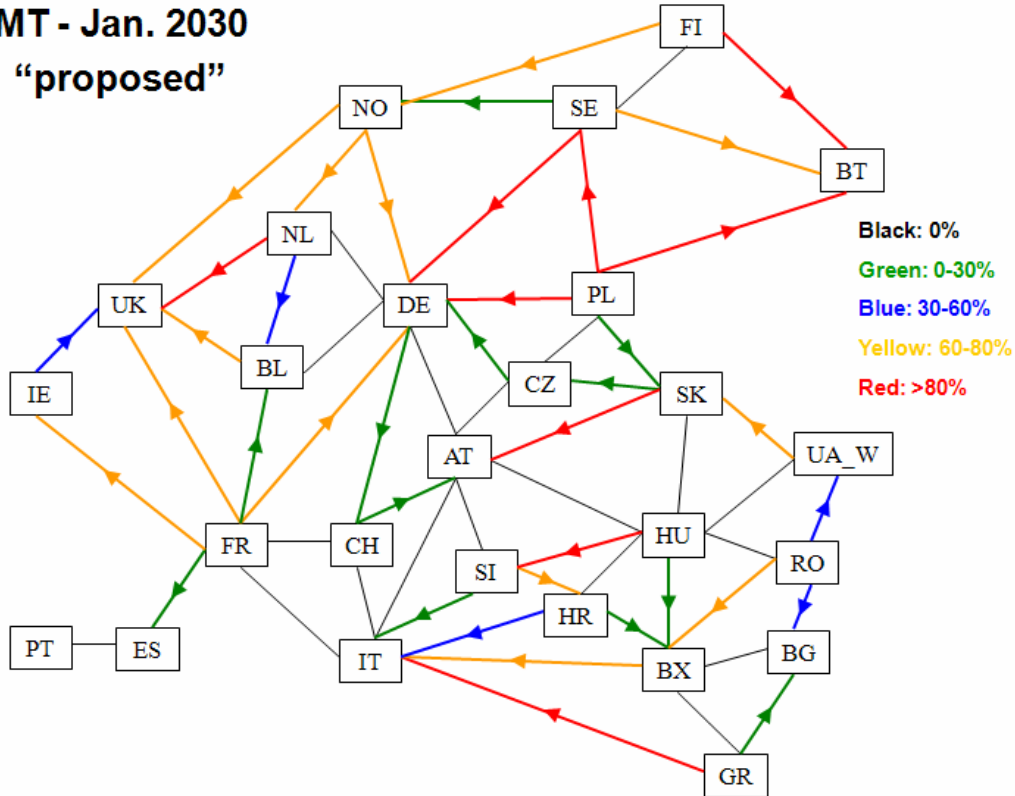 MT - Jan. 2030
“proposed”
FI
NO
SE
BT
NL
Black: 0%
Green: 0-30%
Blue: 30-60%
Yellow: 60-80%
Red: >80%
UK
DE
PL
BL
CZ
IE
SK
AT
UA_W
FR
CH
HU
SI
RO
HR
PT
ES
IT
BX
BG
GR